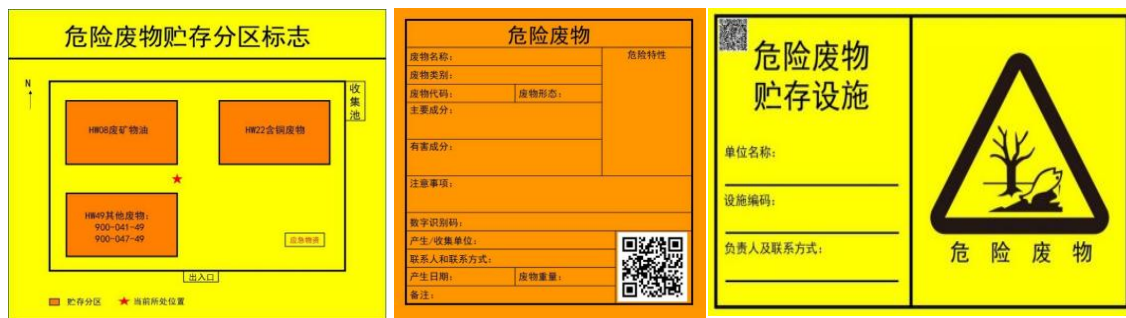 危险废物贮存分区标志
N
收集池
HW08废矿物油
HW22含铜废物
HW49其他废物：
900-041-49
900-047-49
应急物资
出入口
贮存分区
当前所处位置
危险废物
废物名称：
危险特性
废物类别：
废物代码：
废物形态：
主要成分：
有害成分：
注意事项：
数字识别码：
产生/收集单位：
联系人和联系方式：
产生日期：
废物重量：
备注：
危险废物
贮存设施
单位名称：
设施编码：
负责人及联系方式：
危险废物